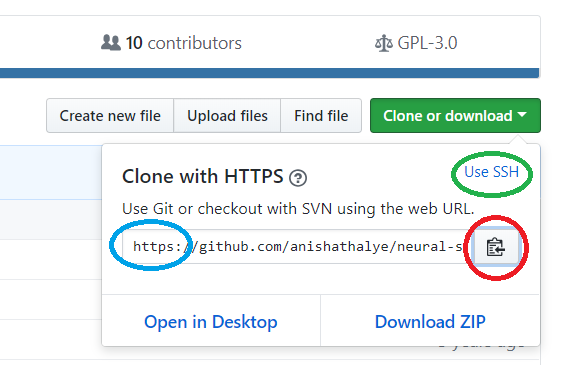 10 contributors
GPL-3.0
Create new file
Upload files
Find file
Clone or download
Clone with HTTPS ?
Use SSH
Use Git or checkout with SVN using the web URL.
https://github.com/anishathalye/neural-s
Open in Desktop
Download ZIP
years ago